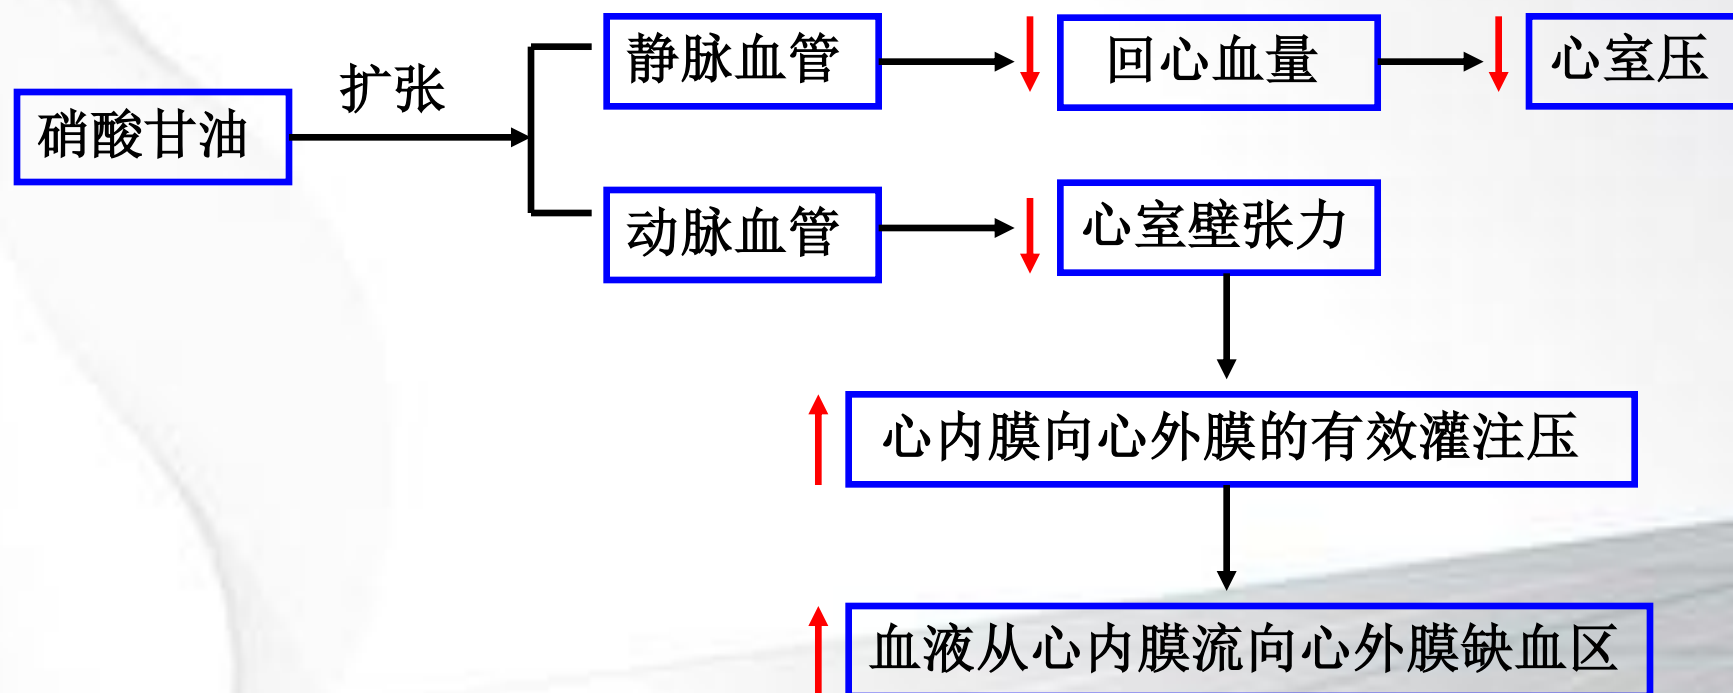 扩张
硝酸甘油
静脉血管
回心血量
心室压
动脉血管
心室壁张力
心内膜向心外膜的有效灌注压
血液从心内膜流向心外膜缺血区